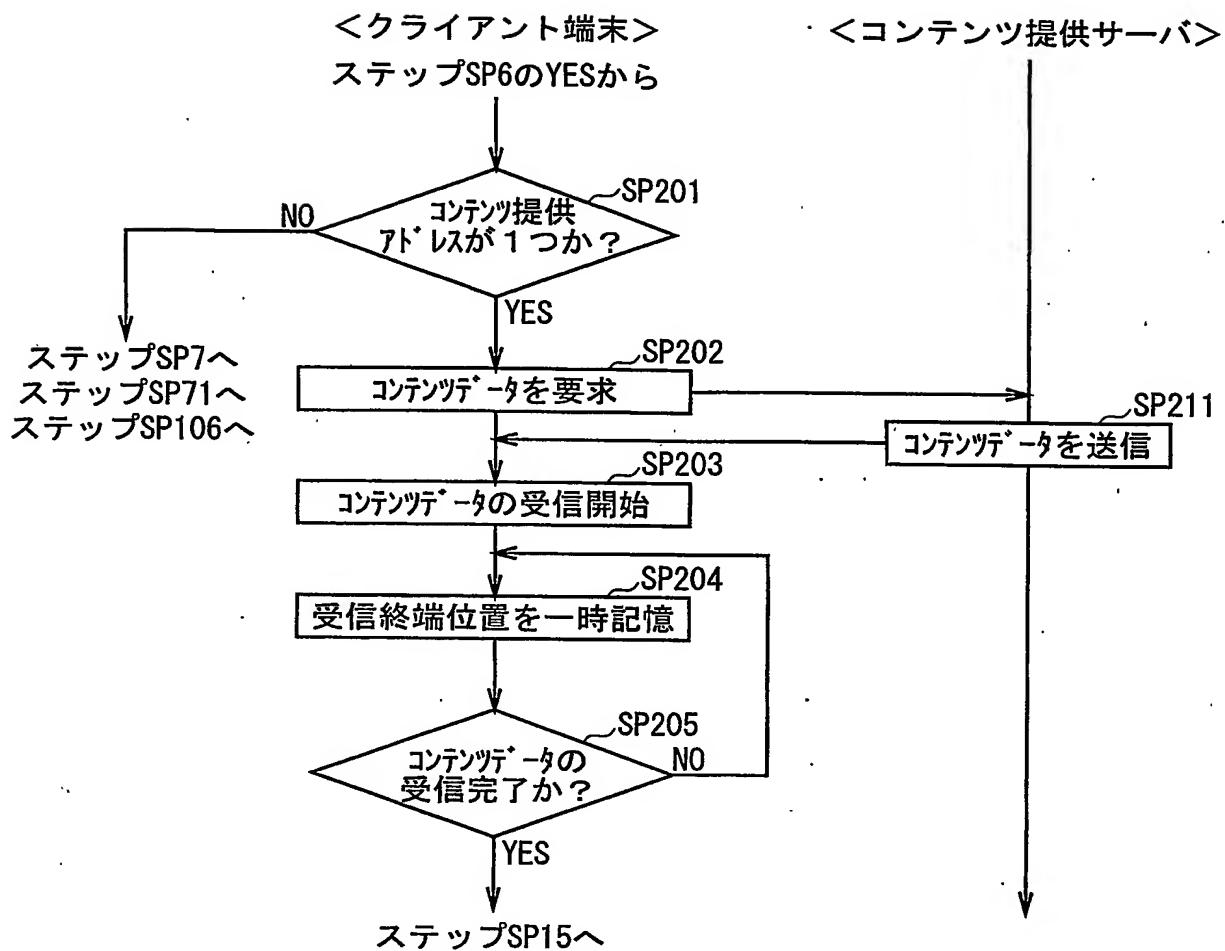 <クライアント端末>
<コンテンツ提供サーバ>
ステップSP6のYESから
SP201
NO
コンテンツ提供
アドレスが1つか?
YES
ステップSP7へ
ステップSP71へ
ステップSP106へ
SP202
コンテンツデータを要求
SP211
コンテンツデータを送信
SP203
コンテンツデータの受信開始
SP204
受信終端位置を一時記憶
SP205
コンテンツデータの
受信完了か?
NO
YES
ステップSP15へ